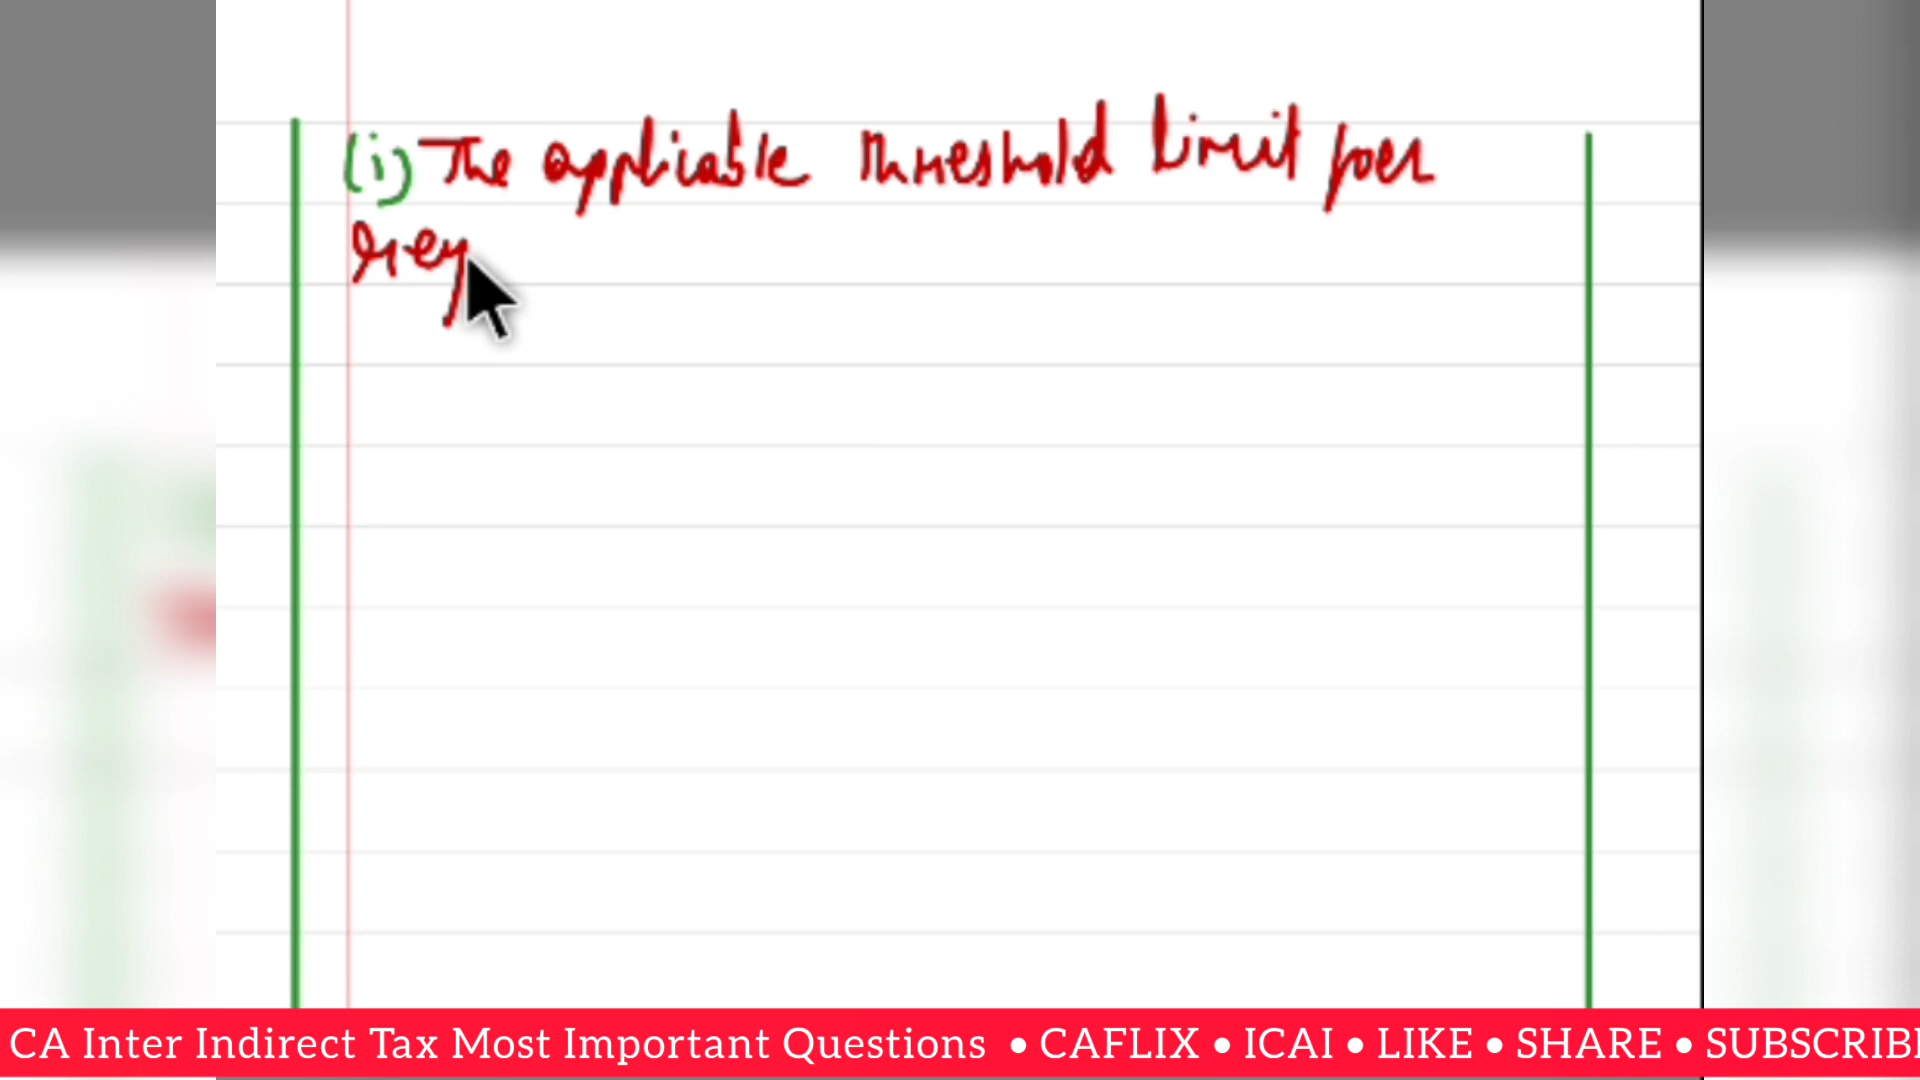 (i) The applicable threshold limit for
reg
CA Inter Indirect Tax Most Important Questions • CAFLIX • ICAI • LIKE • SHARE • SUBSCRIB